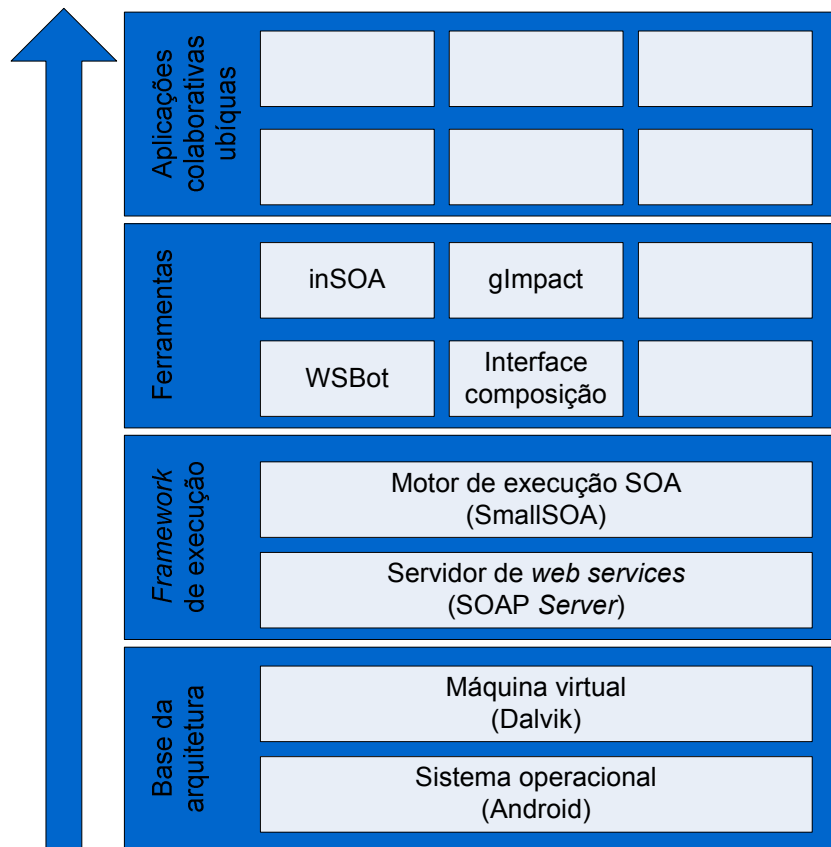 Aplicações
colaborativas
ubíquas
Ferramentas
inSOA
gImpact
WSBot
Interface
composição
Framework
de execução
Motor de execução SOA
(SmallSOA)
Servidor de web services
(SOAP Server)
Base da
arquitetura
Máquina virtual
(Dalvik)
Sistema operacional
(Android)